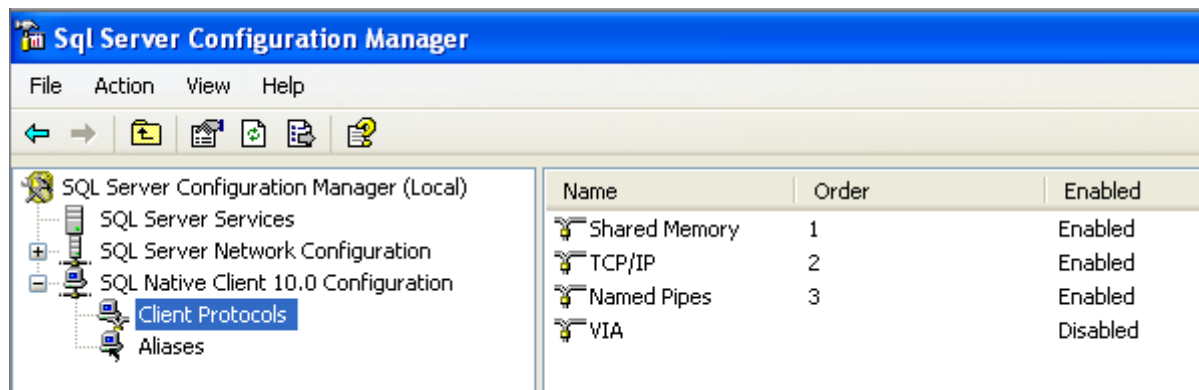 Sql Server Configuration Manager
File Action View Help
SQL Server Configuration Manager (Local)
SQL Server Services
SQL Server Network Configuration
SQL Native Client 10.0 Configuration
Client Protocols
Aliases
Name Order Enabled
Shared Memory 1 Enabled
TCP/IP 2 Enabled
Named Pipes 3 Enabled
VIA Disabled